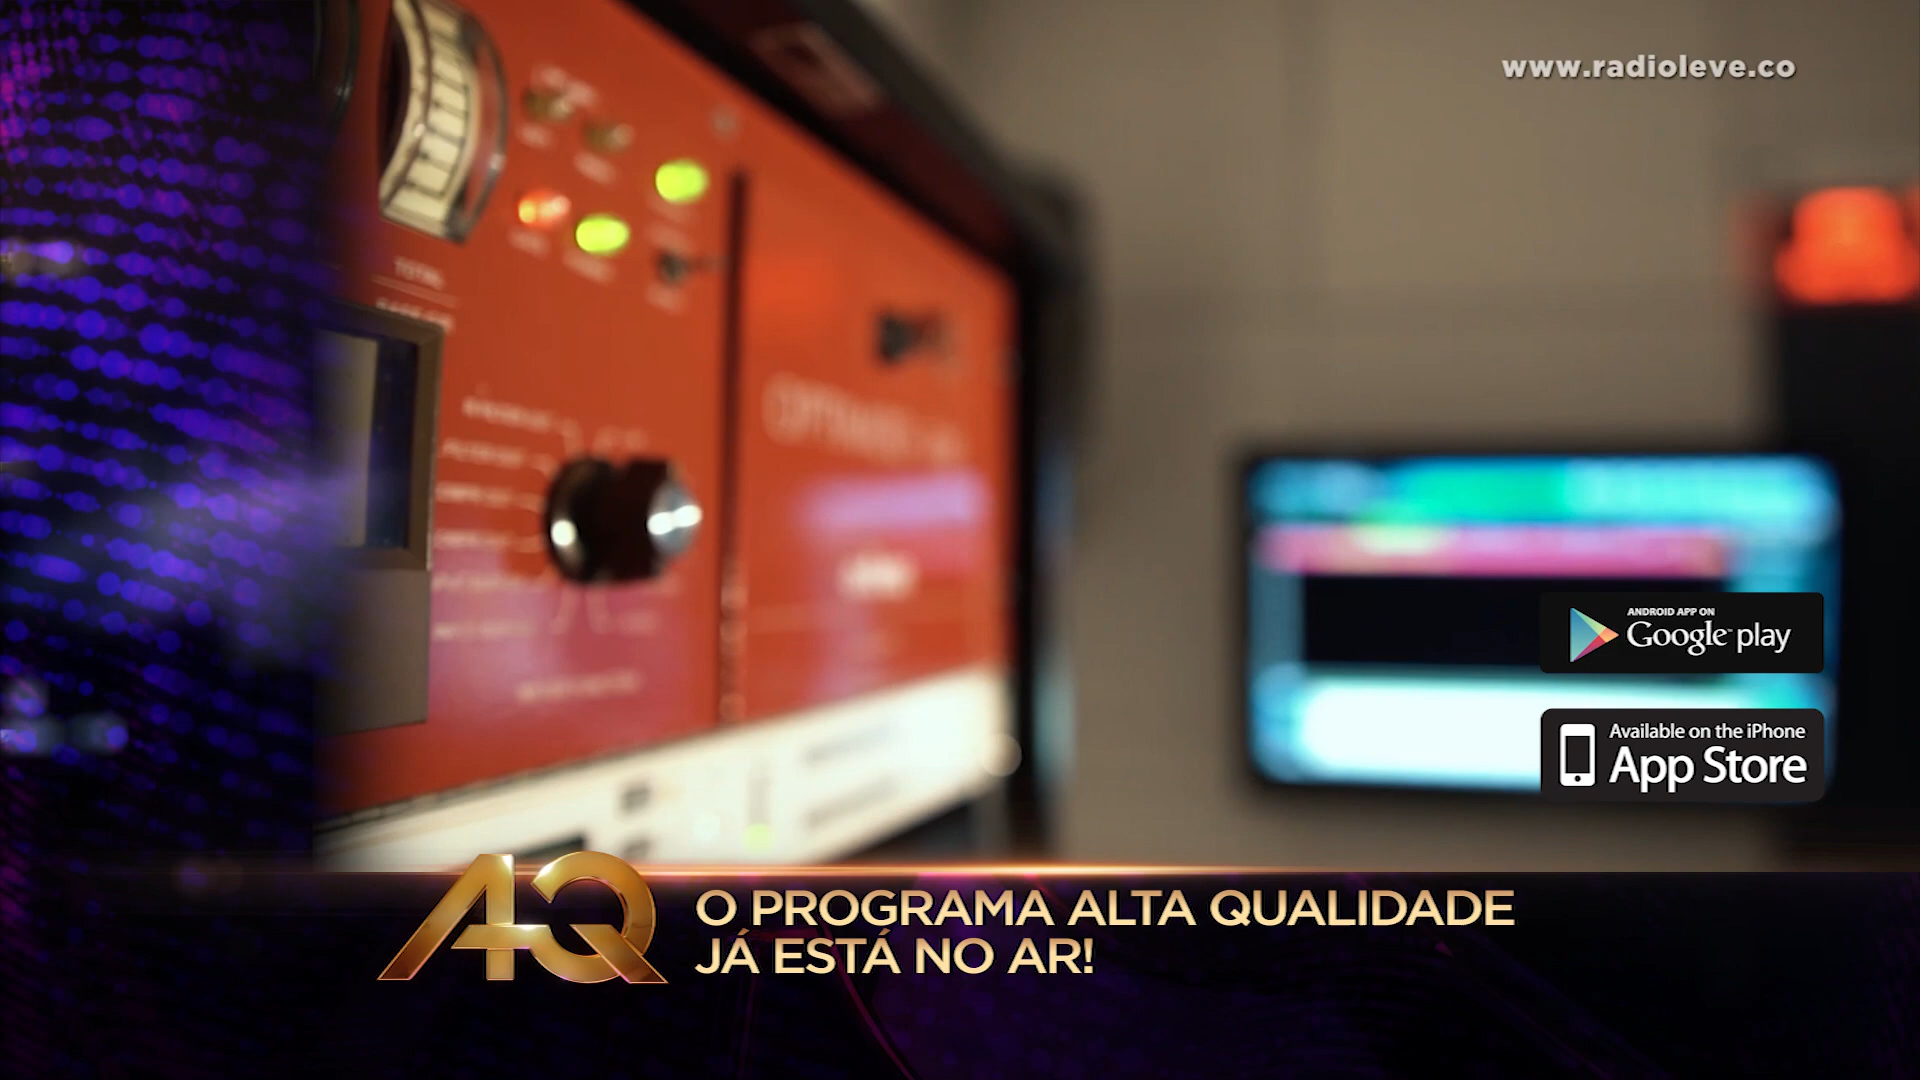 www.radioleve.co
TOTAL
ANDROID APP ON
Google play
Available on the iPhone
App Store
AQ
O PROGRAMA ALTA QUALIDADE
JÁ ESTÁ NO AR!